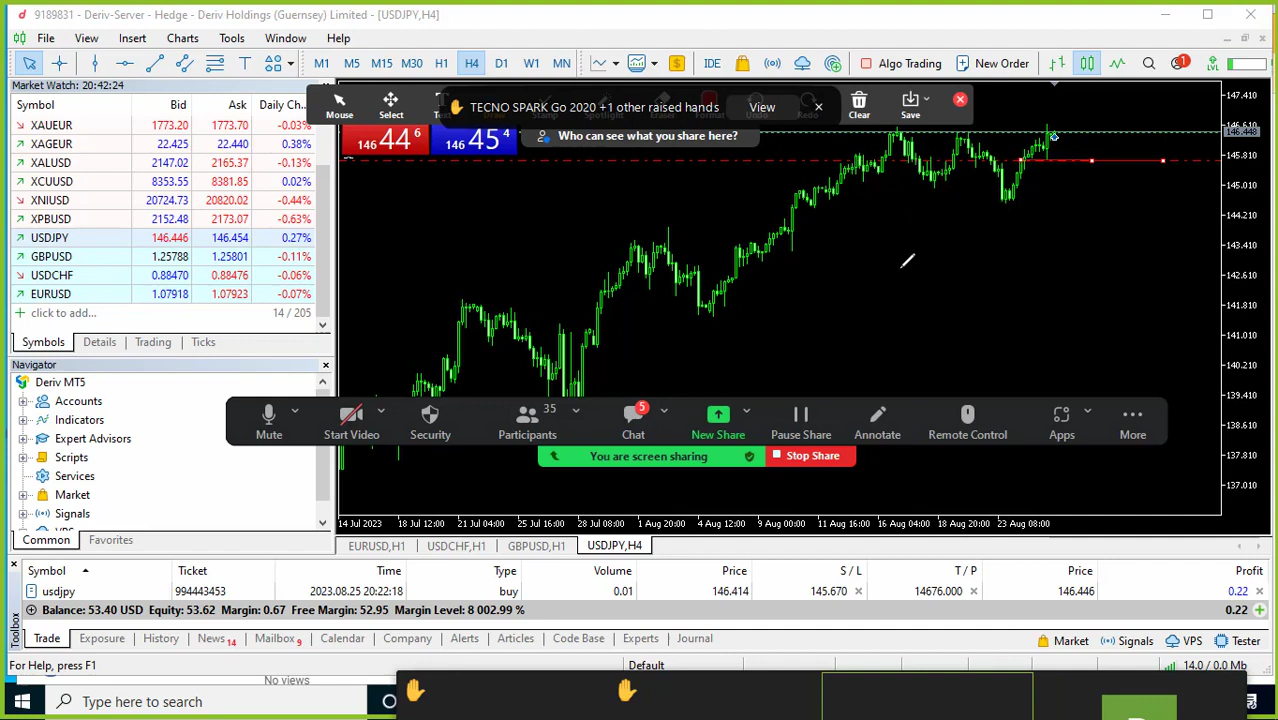 9189831 - Deriv-Server - Hedge - Deriv Holdings (Guernsey) Limited - [USDJPY,H4]
File View Insert Charts Tools Window Help
M1 M5 M15 M30 H1 H4 D1 W1 MN IDE Algo Trading New Order 1 LVL
Market Watch: 20:42:24
Symbol Bid Ask Daily Ch...
XAUEUR 1773.20 1773.70 -0.03%
XAGEUR 22.425 22.440 0.38%
XALUSD 2147.02 2165.37 -0.13%
XCUUSD 8353.55 8381.85 0.02%
XNIUSD 20724.73 20820.02 -0.44%
XPBUSD 2152.48 2173.07 -0.63%
USDJPY 146.446 146.454 0.27%
GBPUSD 1.25788 1.25801 -0.11%
USDCHF 0.88470 0.88476 -0.06%
EURUSD 1.07918 1.07923 -0.07%
click to add... 14 / 205
Symbols Details Trading Ticks
Navigator
Deriv MT5
Accounts
Indicators
Expert Advisors
Scripts
Services
Market
Signals
Common Favorites
Mouse Select Clear Save
TECNO SPARK Go 2020 +1 other raised hands View
Who can see what you share here?
146 44 6 146 45 4
147.410
146.610
146.448
145.810
145.010
144.210
143.410
142.610
141.810
141.010
140.210
139.410
138.610
137.810
137.010
Mute Start Video Security Participants 35 Chat 5 New Share Pause Share Annotate Remote Control Apps More
You are screen sharing Stop Share
14 Jul 2023 18 Jul 12:00 21 Jul 04:00 25 Jul 16:00 28 Jul 08:00 1 Aug 20:00 4 Aug 12:00 9 Aug 00:00 11 Aug 16:00 16 Aug 04:00 18 Aug 20:00 23 Aug 08:00
EURUSD,H1 USDCHF,H1 GBPUSD,H1 USDJPY,H4
Symbol Ticket Time Type Volume Price S / L T / P Price Profit
usdjpy 994443453 2023.08.25 20:22:18 buy 0.01 146.414 145.670 14676.000 146.446 0.22
Balance: 53.40 USD Equity: 53.62 Margin: 0.67 Free Margin: 52.95 Margin Level: 8 002.99 % 0.22
Toolbox
Trade Exposure History News 14 Mailbox 9 Calendar Company Alerts Articles Code Base Experts Journal Market Signals VPS Tester
For Help, press F1 Default 14.0 / 0.0 Mb
No views
Type here to search